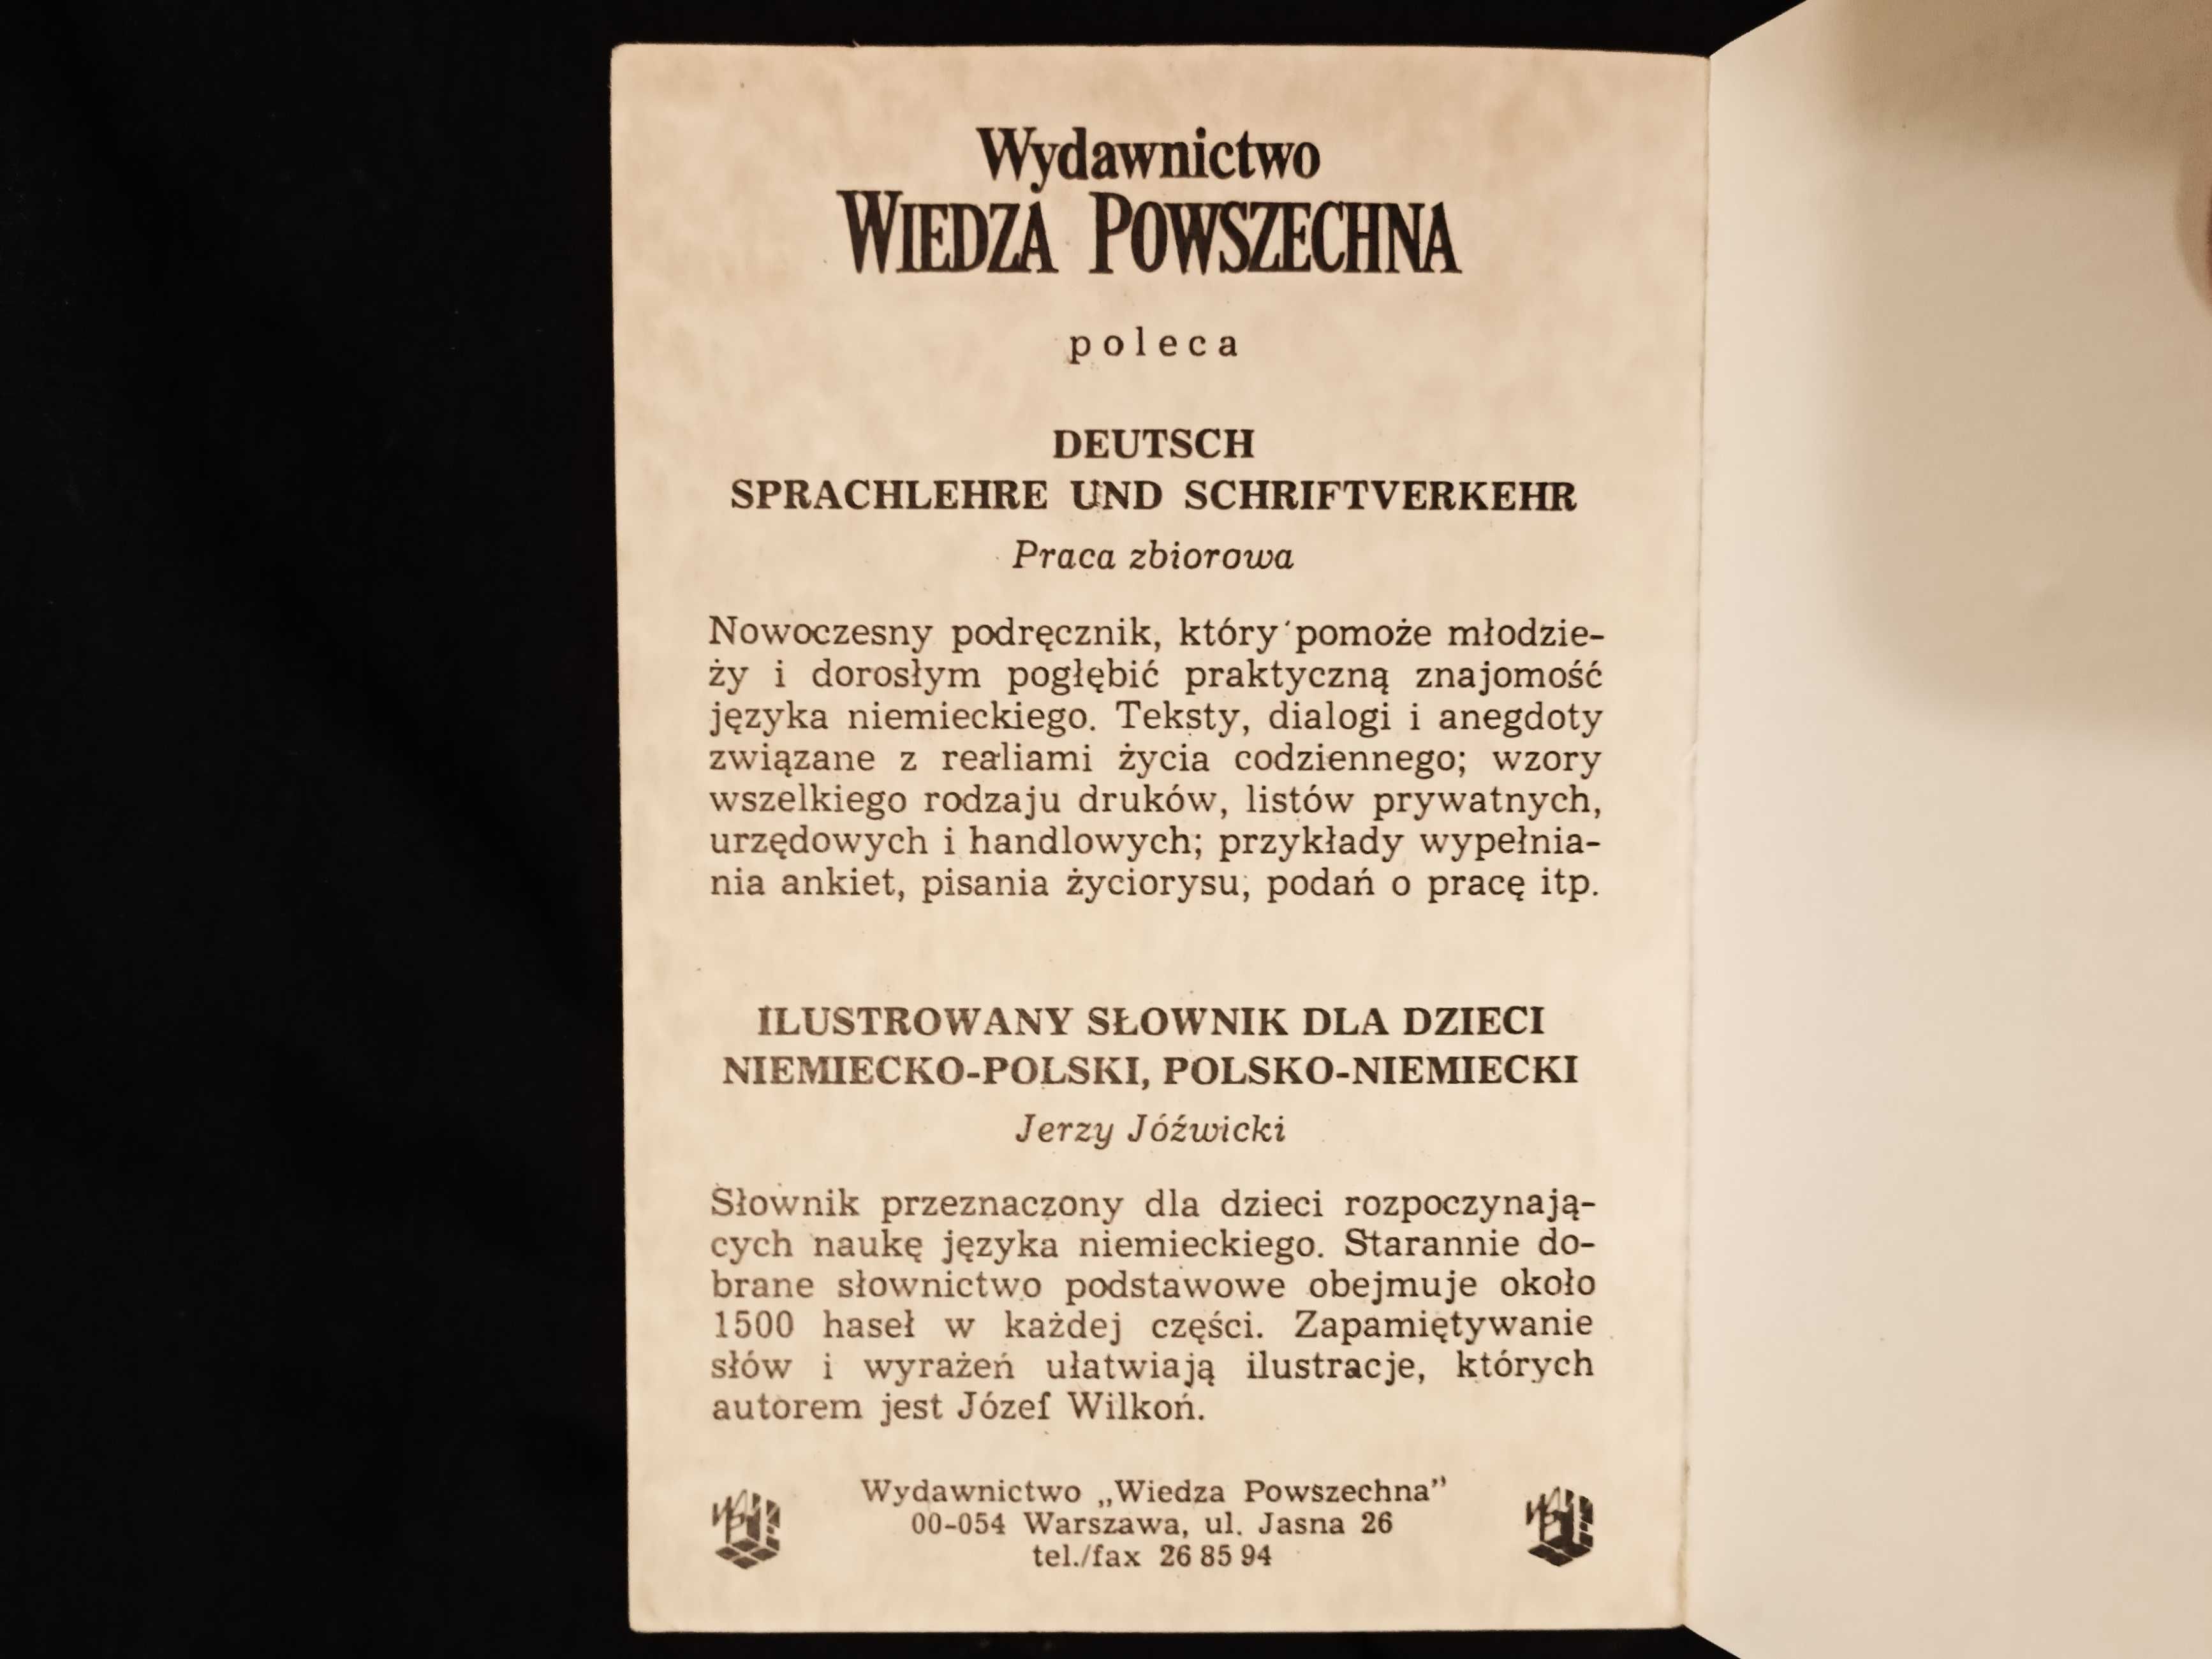 Wydawnictwo
WIEDZA POWSZECHNA
poleca
DEUTSCH
SPRACHLEHRE UND SCHRIFTVERKEHR
Praca zbiorowa
Nowoczesny podręcznik, który pomoże młodzie-
ży i dorosłym pogłębić praktyczną znajomość
języka niemieckiego. Teksty, dialogi i anegdoty
związane z realiami życia codziennego; wzory
wszelkiego rodzaju druków, listów prywatnych,
urzędowych i handlowych; przykłady wypełnia-
nia ankiet, pisania życiorysu, podań o pracę itp.
ILUSTROWANY SŁOWNIK DLA DZIECI
NIEMIECKO-POLSKI, POLSKO-NIEMIECKI
Jerzy Jóźwicki
Słownik przeznaczony dla dzieci rozpoczynają-
cych naukę języka niemieckiego. Starannie do-
brane słownictwo podstawowe obejmuje około
1500 haseł w każdej części. Zapamiętywanie
słów i wyrażeń ułatwiają ilustracje, których
autorem jest Józef Wilkoń.
Wydawnictwo „Wiedza Powszechna”
00-054 Warszawa, ul. Jasna 26
tel./fax 26 85 94